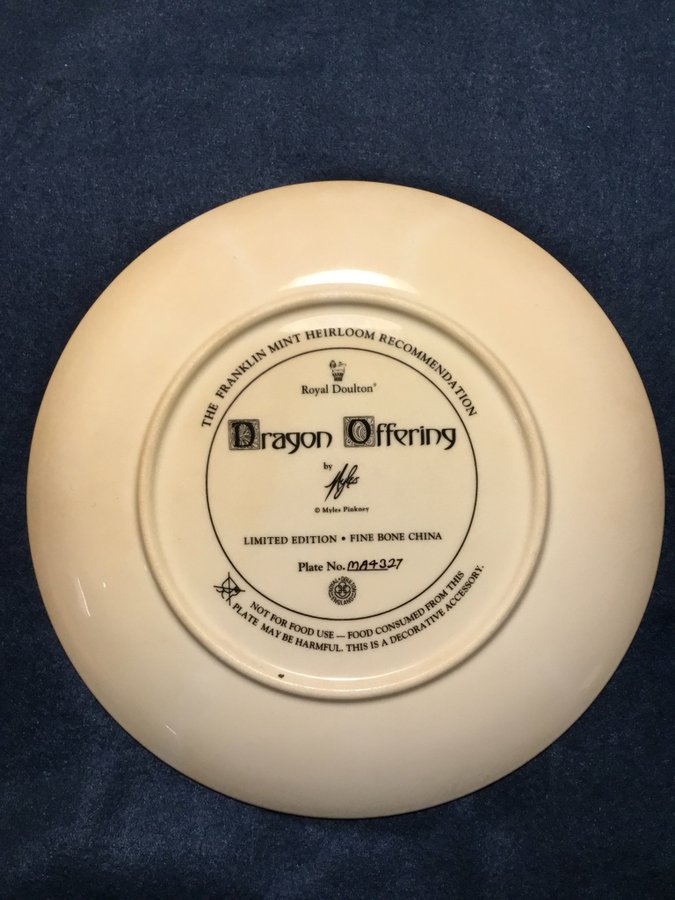 THE FRANKLIN MINT HEIRLOOM RECOMMENDATION
Royal Doulton®
Dragon Offering
by
Myles
© Myles Pinkney
LIMITED EDITION • FINE BONE CHINA
Plate No. MA4327
NOT FOR FOOD USE — FOOD CONSUMED FROM THIS
PLATE MAY BE HARMFUL. THIS IS A DECORATIVE ACCESSORY.